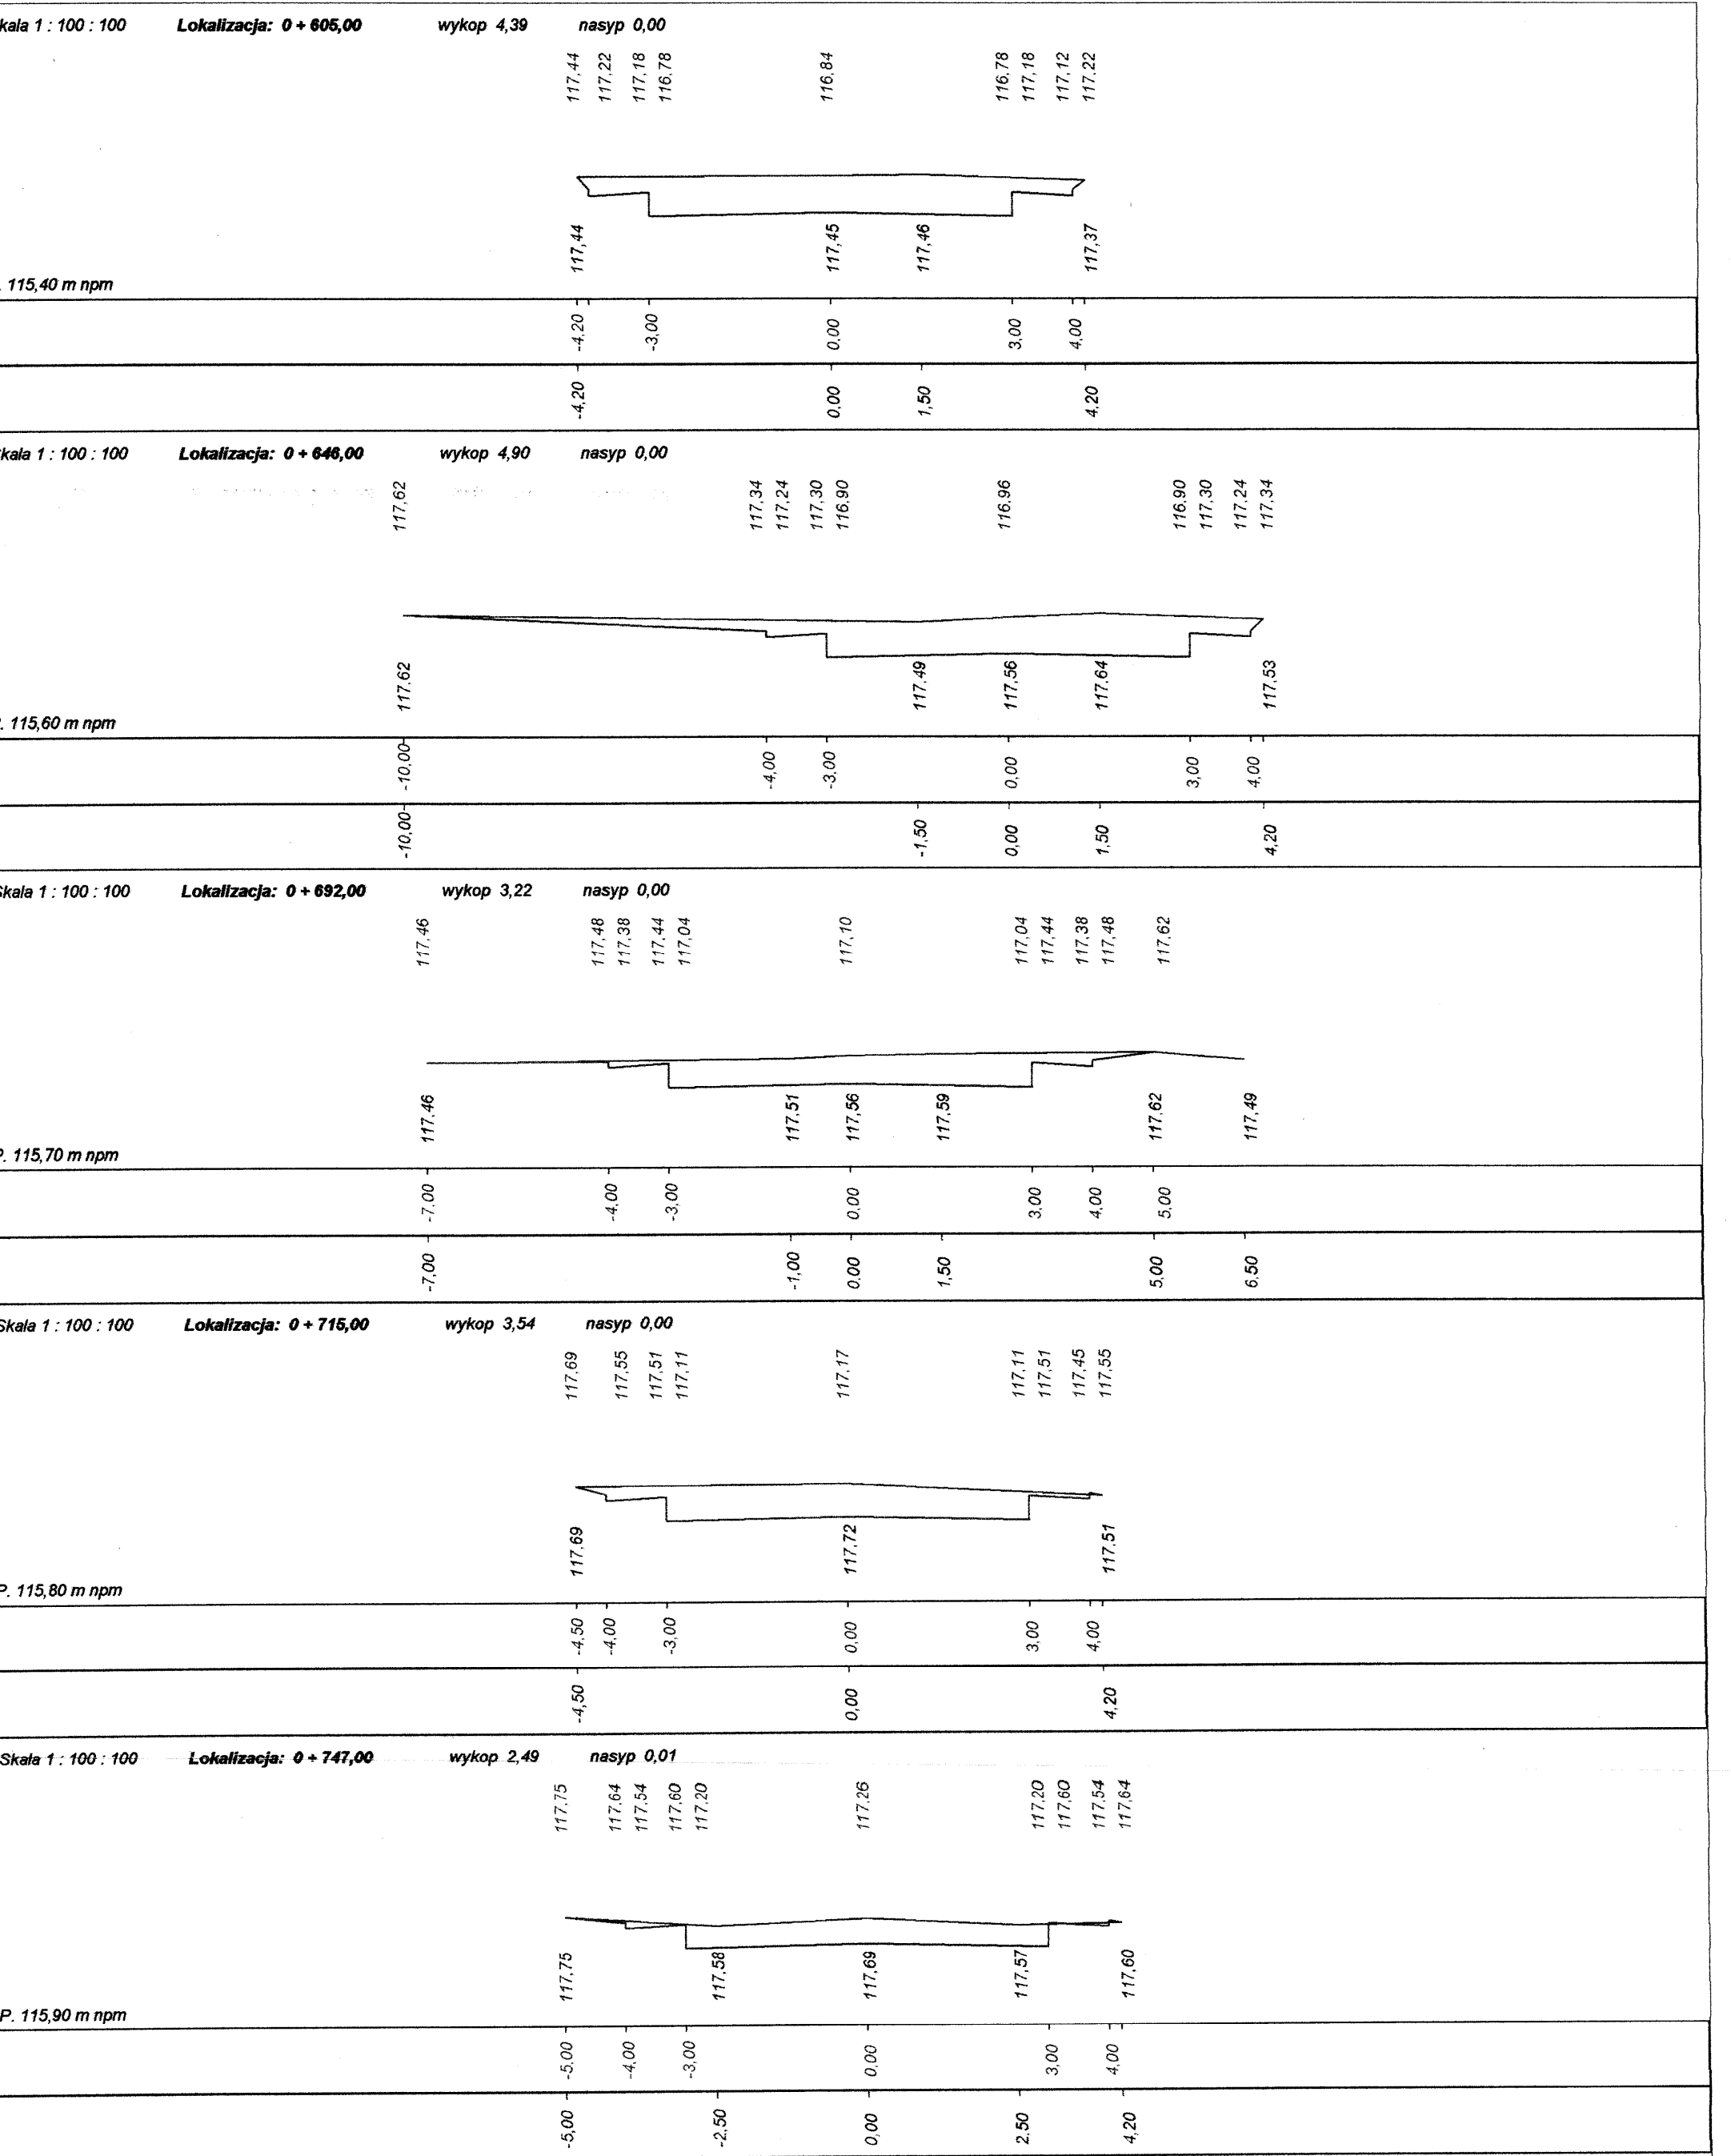 kala 1 : 100 : 100 Lokalizacja: 0 + 605,00 wykop 4,39 nasyp 0,00
117,44 117,22 117,18 116,78 116,84 116,78 117,18 117,12 117,22
117,44 117,45 117,46 117,37
. 115,40 m npm
-4,20 -3,00 0,00 3,00 4,00
-4,20 0,00 1,50 4,20
kala 1 : 100 : 100 Lokalizacja: 0 + 646,00 wykop 4,90 nasyp 0,00
117,62 117,34 117,24 117,30 116,90 116,96 116,90 117,30 117,24 117,34
117,62 117,49 117,56 117,64 117,53
. 115,60 m npm
-10,00 -4,00 -3,00 0,00 3,00 4,00
-10,00 -1,50 0,00 1,50 4,20
Skala 1 : 100 : 100 Lokalizacja: 0 + 692,00 wykop 3,22 nasyp 0,00
117,46 117,48 117,38 117,44 117,04 117,10 117,04 117,44 117,38 117,48 117,62
117,46 117,51 117,56 117,59 117,62 117,49
P. 115,70 m npm
-7,00 -4,00 -3,00 0,00 3,00 4,00 5,00
-7,00 -1,00 0,00 1,50 5,00 6,50
Skala 1 : 100 : 100 Lokalizacja: 0 + 715,00 wykop 3,54 nasyp 0,00
117,69 117,55 117,51 117,11 117,17 117,11 117,51 117,45 117,55
117,69 117,72 117,51
P. 115,80 m npm
-4,50 -4,00 -3,00 0,00 3,00 4,00
-4,50 0,00 4,20
Skala 1 : 100 : 100 Lokalizacja: 0 + 747,00 wykop 2,49 nasyp 0,01
117,75 117,64 117,54 117,60 117,20 117,26 117,20 117,60 117,54 117,64
117,75 117,58 117,69 117,57 117,60
P. 115,90 m npm
-5,00 -4,00 -3,00 0,00 3,00 4,00
-5,00 -2,50 0,00 2,50 4,20